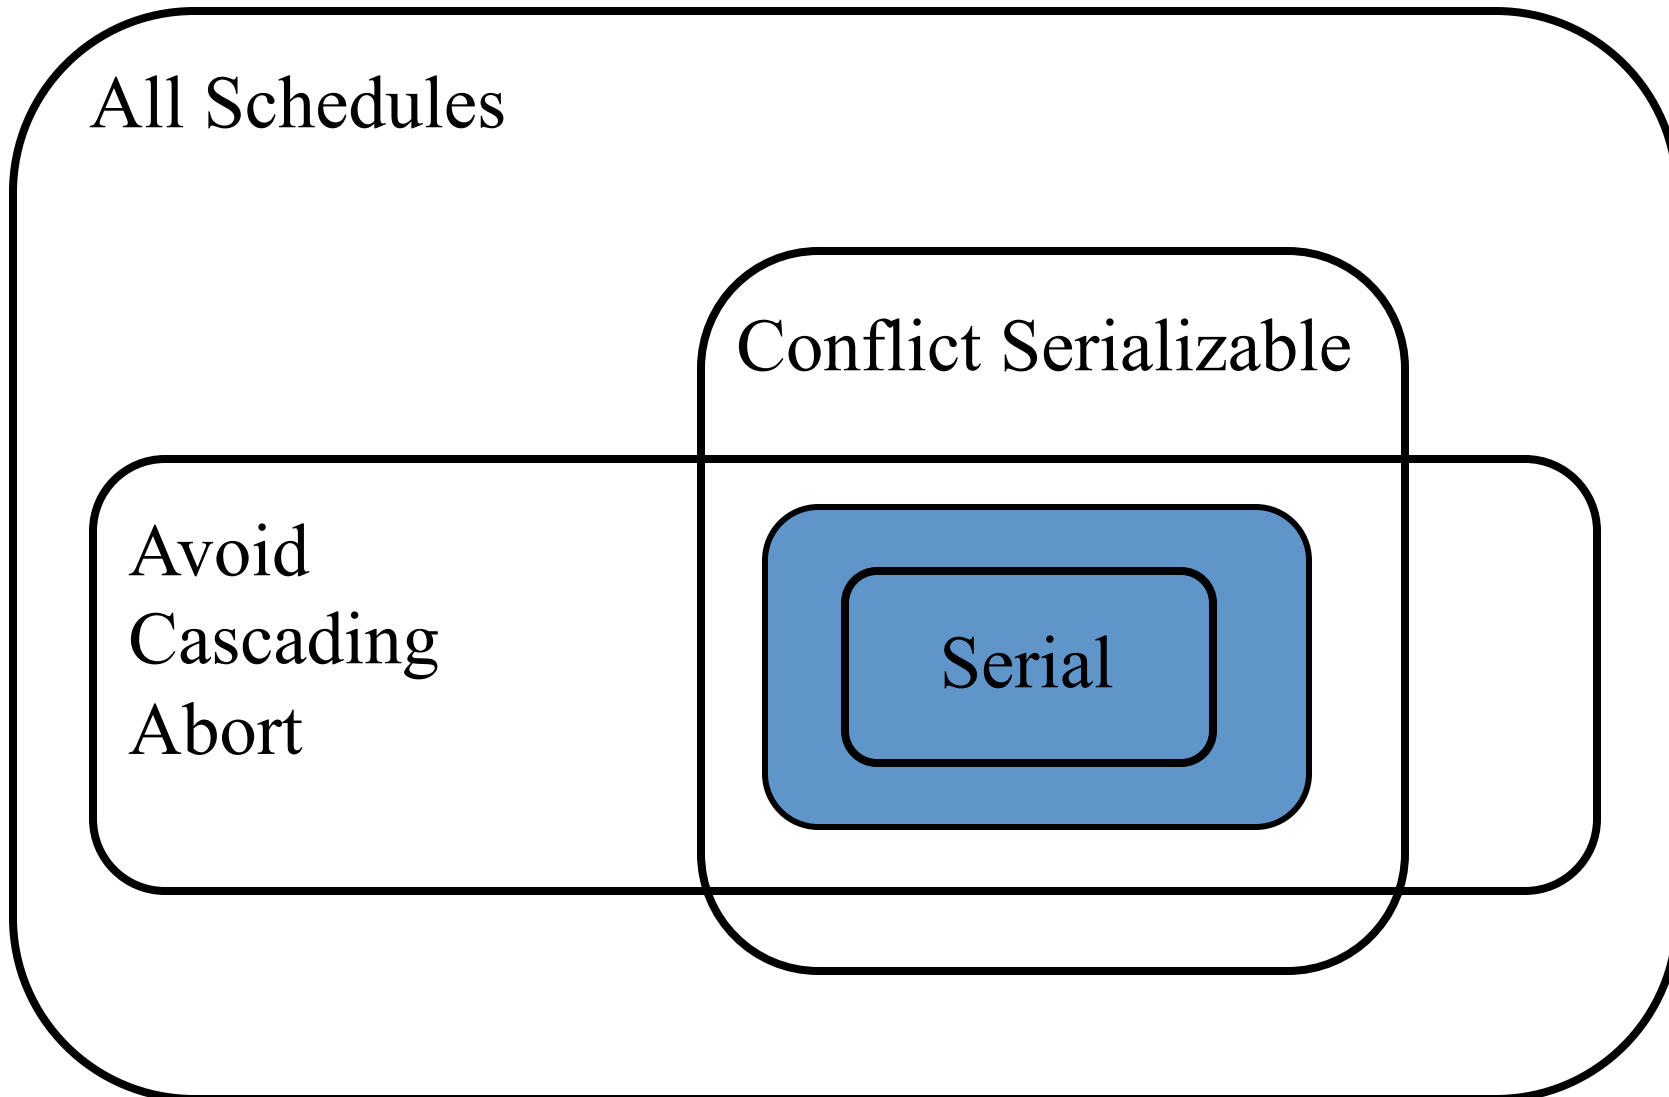 All Schedules
Conflict Serializable
Avoid
Cascading
Abort
Serial